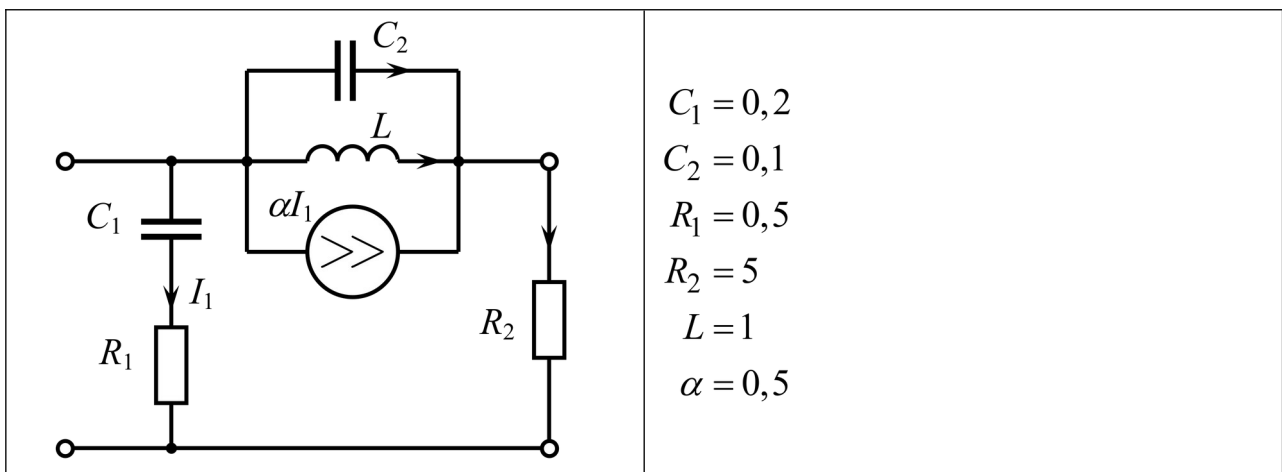 C₂
L
αI₁
C₁
I₁
R₁
R₂
C₁ = 0,2
C₂ = 0,1
R₁ = 0,5
R₂ = 5
L = 1
α = 0,5